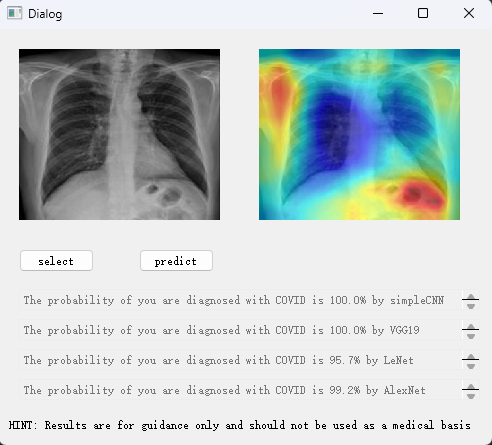 Dialog
select
predict
The probability of you are diagnosed with COVID is 100.0% by simpleCNN
The probability of you are diagnosed with COVID is 100.0% by VGG19
The probability of you are diagnosed with COVID is 95.7% by LeNet
The probability of you are diagnosed with COVID is 99.2% by AlexNet
HINT: Results are for guidance only and should not be used as a medical basis